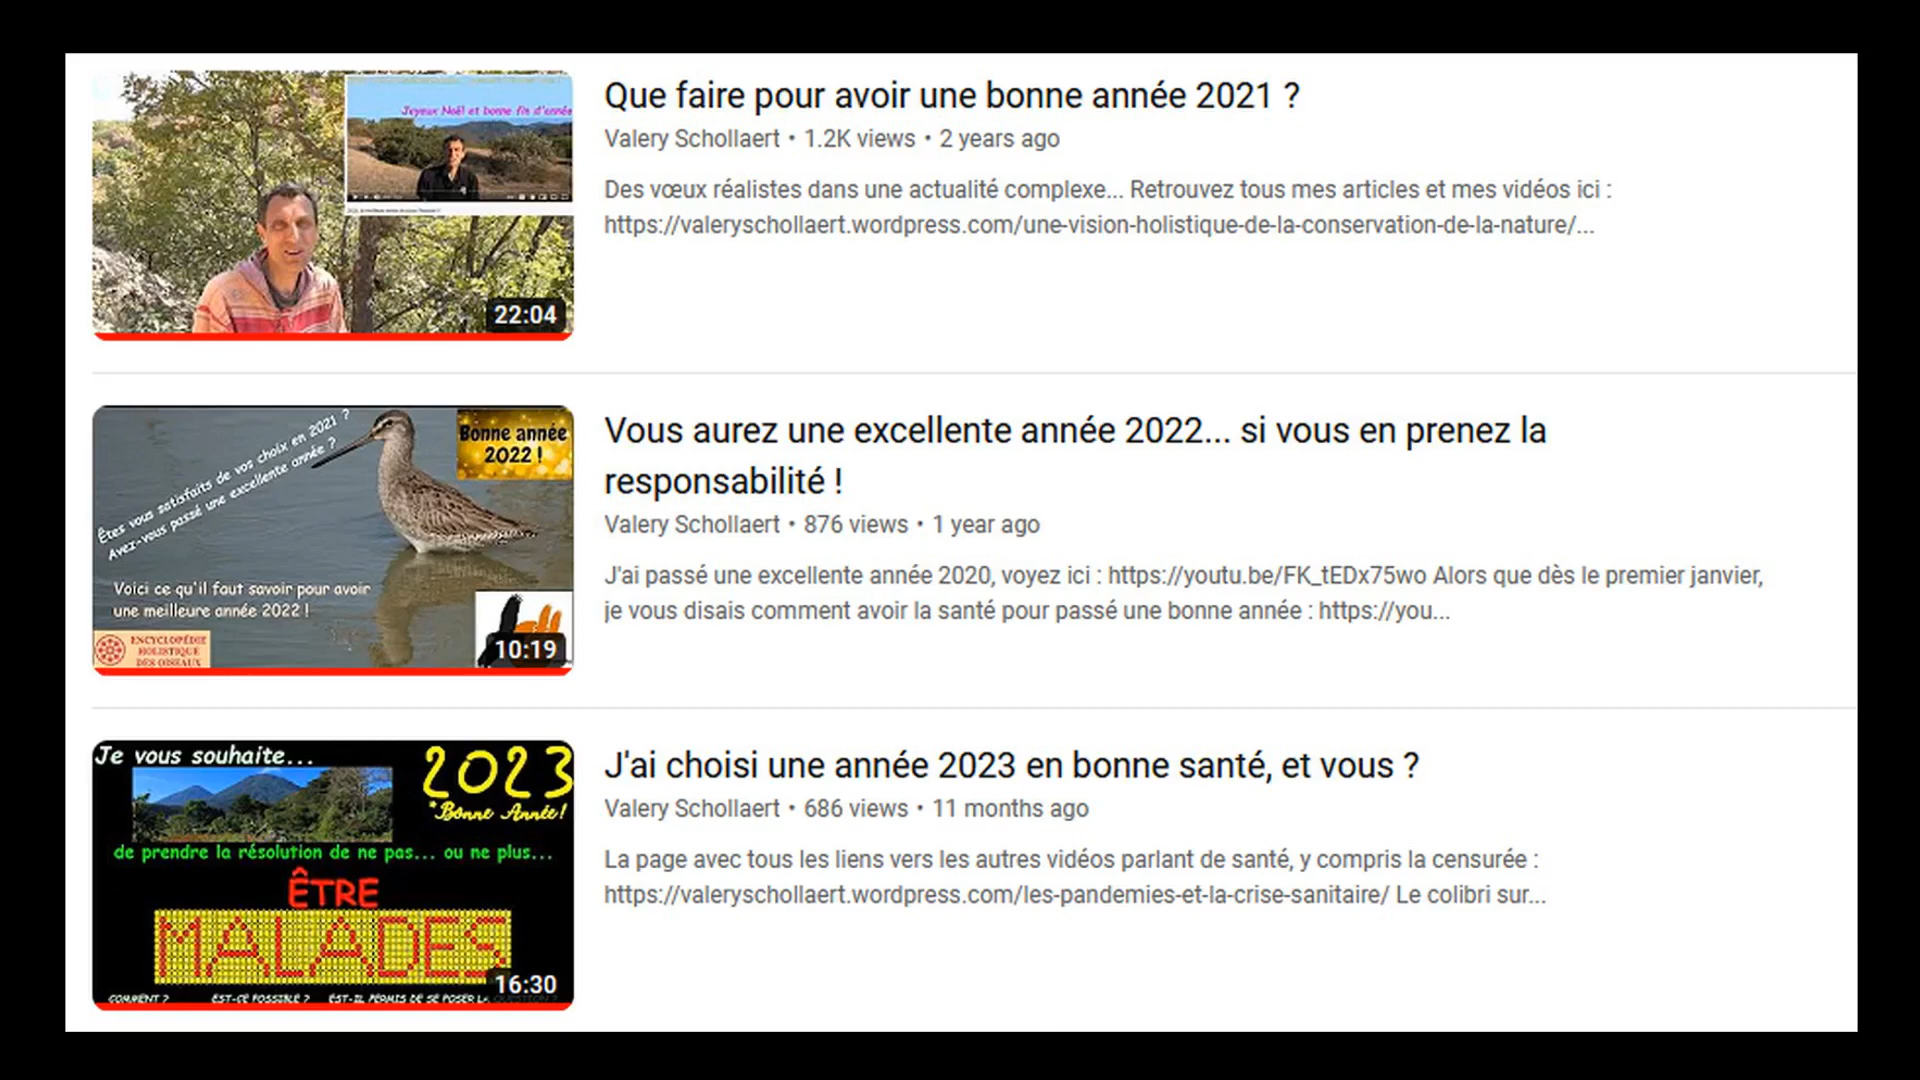 Joyeux Noël et bonne fin d'année
22:04
Que faire pour avoir une bonne année 2021 ?
Valery Schollaert • 1.2K views • 2 years ago
Des vœux réalistes dans une actualité complexe... Retrouvez tous mes articles et mes vidéos ici :
https://valeryschollaert.wordpress.com/une-vision-holistique-de-la-conservation-de-la-nature/...
Êtes vous satisfaits de vos choix en 2021 ?
Avez-vous passé une excellente année ?
Bonne année
2022 !
Voici ce qu'il faut savoir pour avoir
une meilleure année 2022 !
ENCYCLOPÉDIE
HOLISTIQUE
DES OISEAUX
10:19
Vous aurez une excellente année 2022... si vous en prenez la
responsabilité !
Valery Schollaert • 876 views • 1 year ago
J'ai passé une excellente année 2020, voyez ici : https://youtu.be/FK_tEDx75wo Alors que dès le premier janvier,
je vous disais comment avoir la santé pour passé une bonne année : https://you...
Je vous souhaite...
2023
*Bonne Année!
de prendre la résolution de ne pas... ou ne plus...
ÊTRE
MALADES
COMMENT ? EST-CE POSSIBLE ? EST-IL PERMIS DE SE POSER LA QUESTION ?
16:30
J'ai choisi une année 2023 en bonne santé, et vous ?
Valery Schollaert • 686 views • 11 months ago
La page avec tous les liens vers les autres vidéos parlant de santé, y compris la censurée :
https://valeryschollaert.wordpress.com/les-pandemies-et-la-crise-sanitaire/ Le colibri sur...